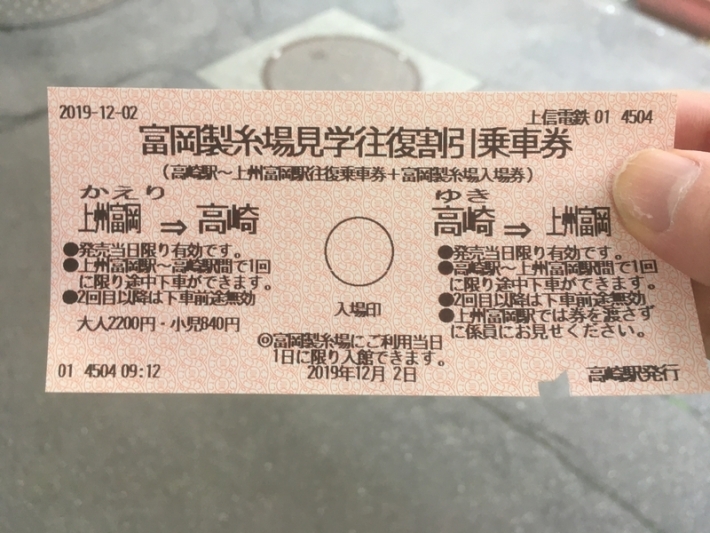 2019-12-02
上信電鉄 01 4504
富岡製糸場見学往復割引乗車券
(高崎駅～上州富岡駅往復乗車券＋富岡製糸場入場券)
かえり
上州富岡 ⇒ 高崎
●発売当日限り有効です。
●上州富岡駅～高崎駅間で1回
に限り途中下車ができます。
●2回目以降は下車前途無効
大人2200円・小児840円
入場印
ゆき
高崎 ⇒ 上州富岡
●発売当日限り有効です。
●高崎駅～上州富岡駅間で1回
に限り途中下車ができます。
●2回目以降は下車前途無効
●上州富岡駅では券を渡さず
に係員にお見せください。
◎富岡製糸場にご利用当日
1日に限り入館できます。
2019年12月 2日
01 4504 09:12
高崎駅発行